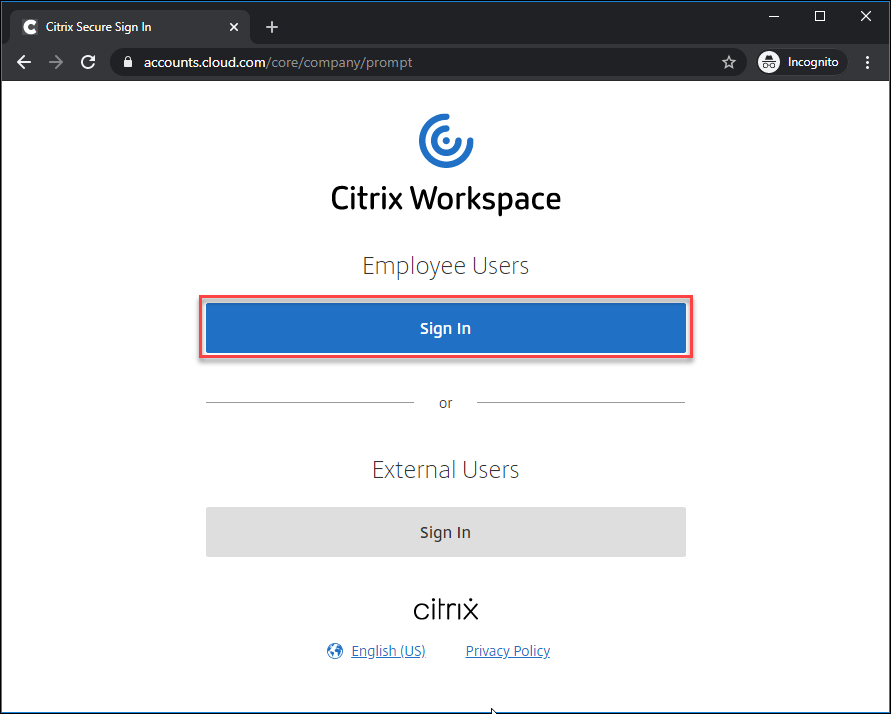 Citrix Secure Sign In
accounts.cloud.com/core/company/prompt
Incognito
Citrix Workspace
Employee Users
Sign In
or
External Users
Sign In
citrix
English (US) Privacy Policy